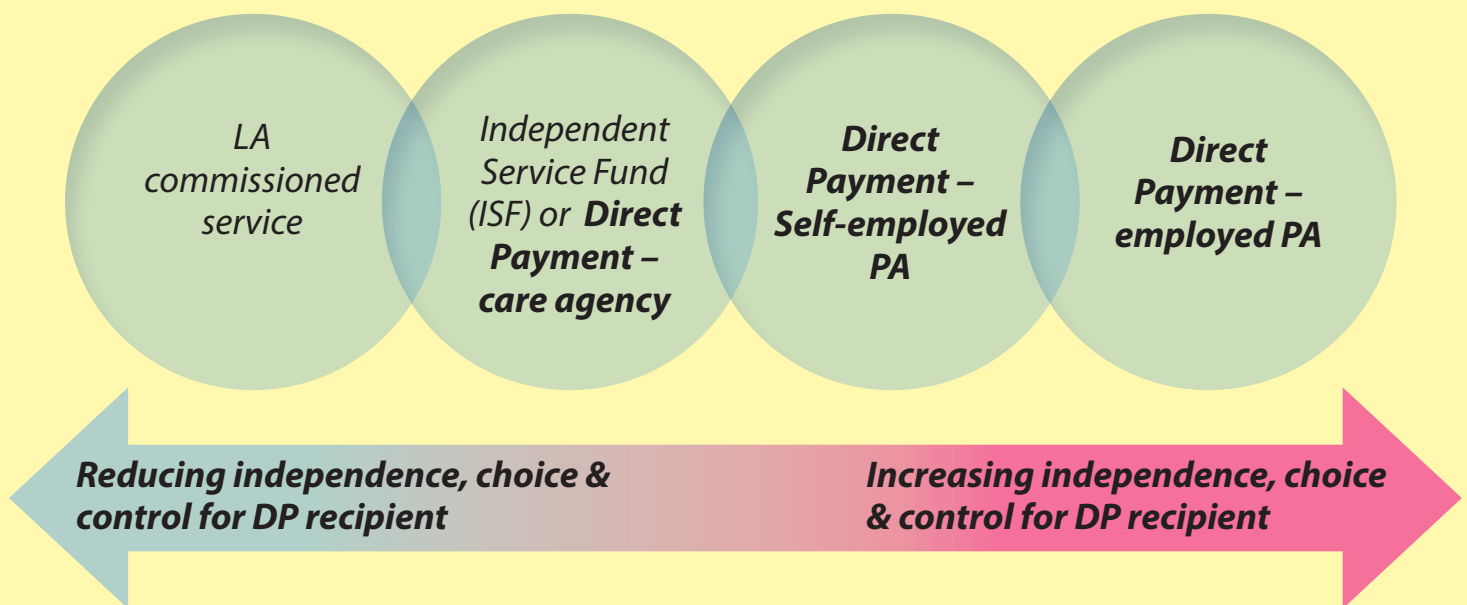 LA
commissioned
service
Independent
Service Fund
(ISF) or Direct
Payment –
care agency
Direct
Payment –
Self-employed
PA
Direct
Payment –
employed PA
Reducing independence, choice &
control for DP recipient
Increasing independence, choice
& control for DP recipient